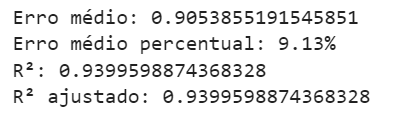 Erro médio: 0.9053855191545851
Erro médio percentual: 9.13%
R²: 0.9399598874368328
R² ajustado: 0.9399598874368328